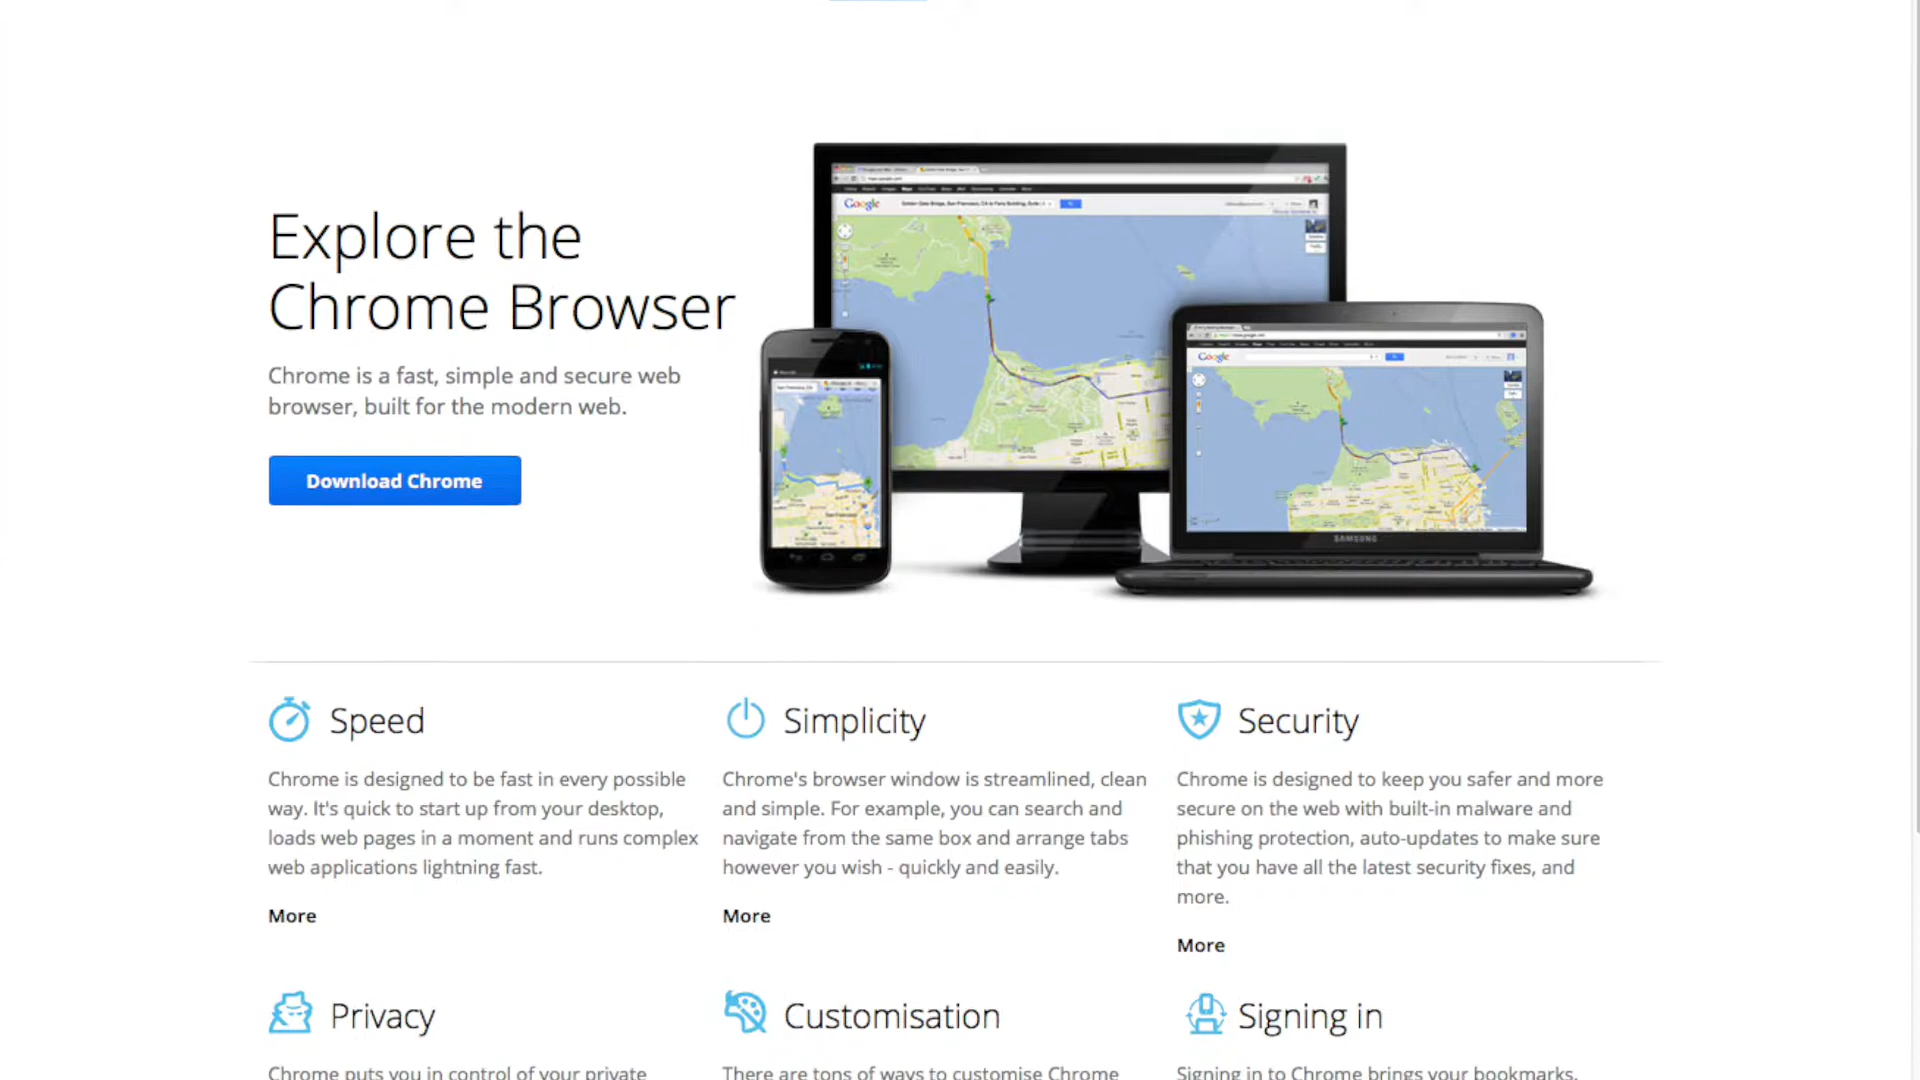 Explore the
Chrome Browser
Chrome is a fast, simple and secure web
browser, built for the modern web.
Download Chrome
Google
Google
SAMSUNG
Speed
Chrome is designed to be fast in every possible
way. It's quick to start up from your desktop,
loads web pages in a moment and runs complex
web applications lightning fast.
More
Simplicity
Chrome's browser window is streamlined, clean
and simple. For example, you can search and
navigate from the same box and arrange tabs
however you wish - quickly and easily.
More
Security
Chrome is designed to keep you safer and more
secure on the web with built-in malware and
phishing protection, auto-updates to make sure
that you have all the latest security fixes, and
more.
More
Privacy
Chrome puts you in control of your private
Customisation
There are tons of ways to customise Chrome
Signing in
Signing in to Chrome brings your bookmarks,